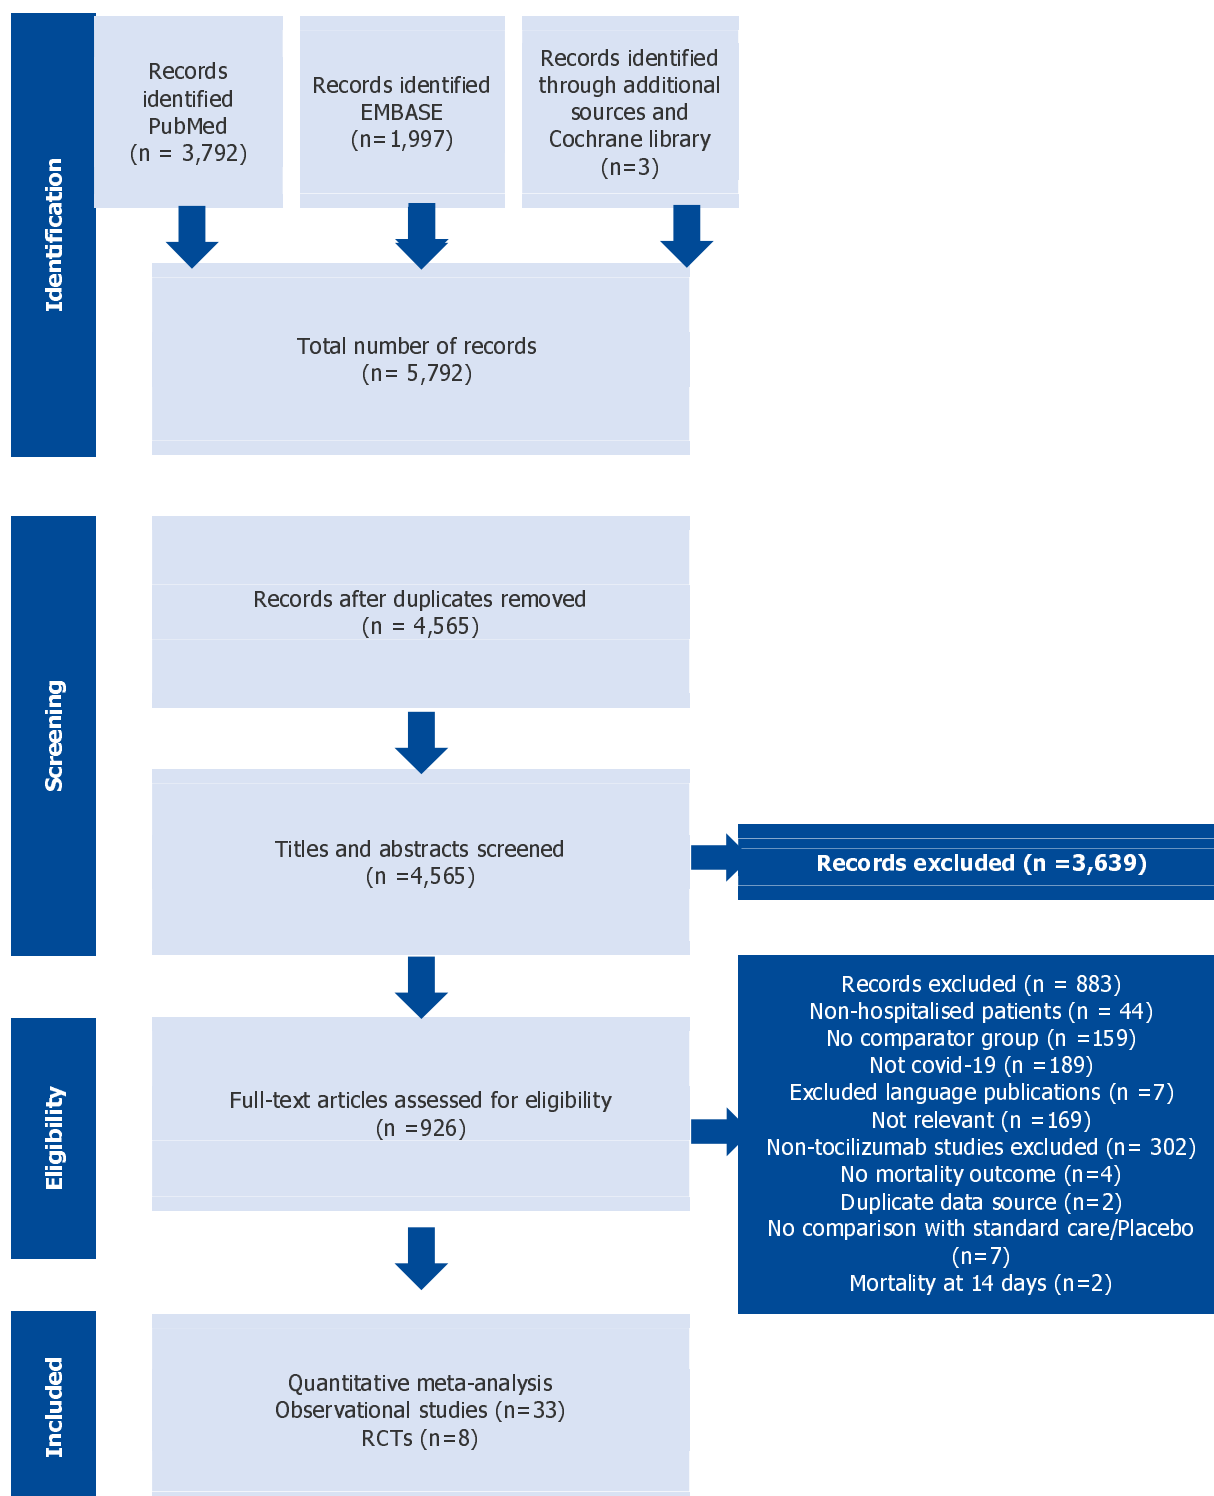 Identification
Records
identified
PubMed
(n = 3,792)
Records identified
EMBASE
(n=1,997)
Records identified
through additional
sources and
Cochrane library
(n=3)
Total number of records
(n= 5,792)
Screening
Records after duplicates removed
(n = 4,565)
Titles and abstracts screened
(n =4,565)
Records excluded (n =3,639)
Eligibility
Full-text articles assessed for eligibility
(n =926)
Records excluded (n = 883)
Non-hospitalised patients (n = 44)
No comparator group (n =159)
Not covid-19 (n =189)
Excluded language publications (n =7)
Not relevant (n =169)
Non-tocilizumab studies excluded (n= 302)
No mortality outcome (n=4)
Duplicate data source (n=2)
No comparison with standard care/Placebo
(n=7)
Mortality at 14 days (n=2)
Included
Quantitative meta-analysis
Observational studies (n=33)
RCTs (n=8)